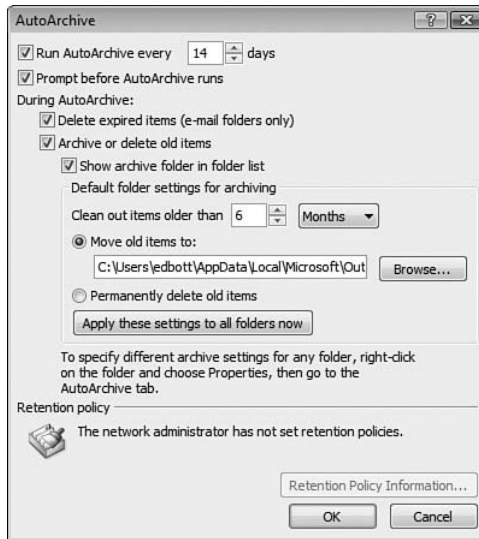 AutoArchive
Run AutoArchive every 14 days
Prompt before AutoArchive runs
During AutoArchive:
Delete expired items (e-mail folders only)
Archive or delete old items
Show archive folder in folder list
Default folder settings for archiving
Clean out items older than 6 Months
Move old items to:
C:\Users\edbott\AppData\Local\Microsoft\Out Browse...
Permanently delete old items
Apply these settings to all folders now
To specify different archive settings for any folder, right-click
on the folder and choose Properties, then go to the
AutoArchive tab.
Retention policy
The network administrator has not set retention policies.
Retention Policy Information...
OK Cancel